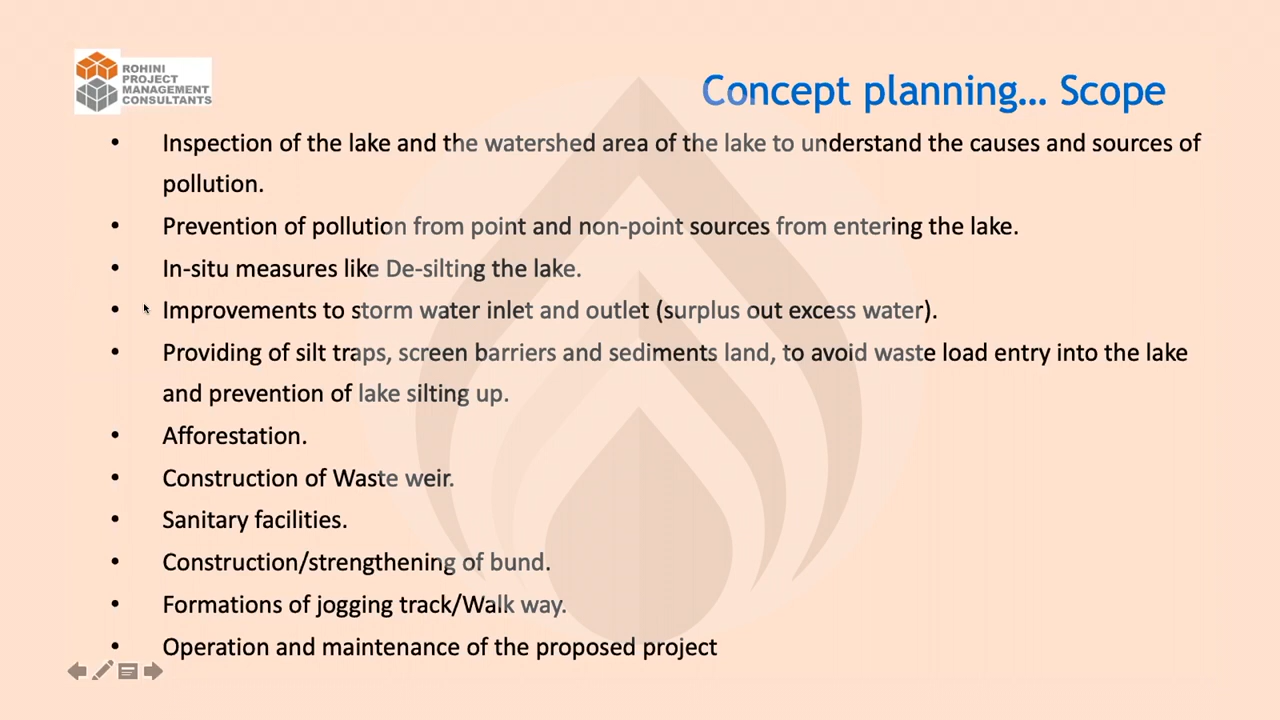 ROHINI
PROJECT
MANAGEMENT
CONSULTANTS
Concept planning... Scope
• Inspection of the lake and the watershed area of the lake to understand the causes and sources of
pollution.
• Prevention of pollution from point and non-point sources from entering the lake.
• In-situ measures like De-silting the lake.
• Improvements to storm water inlet and outlet (surplus out excess water).
• Providing of silt traps, screen barriers and sediments land, to avoid waste load entry into the lake
and prevention of lake silting up.
• Afforestation.
• Construction of Waste weir.
• Sanitary facilities.
• Construction/strengthening of bund.
• Formations of jogging track/Walk way.
• Operation and maintenance of the proposed project